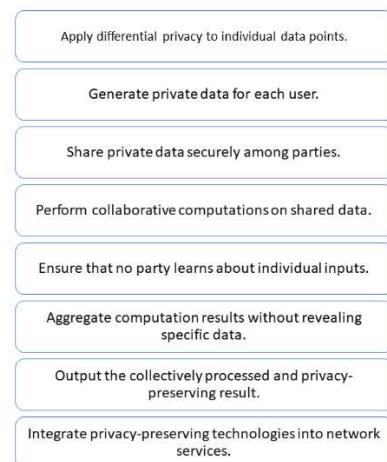 Apply differential privacy to individual data points.
Generate private data for each user.
Share private data securely among parties.
Perform collaborative computations on shared data.
Ensure that no party learns about individual inputs.
Aggregate computation results without revealing
specific data.
Output the collectively processed and privacy-
preserving result.
Integrate privacy-preserving technologies into network
services.